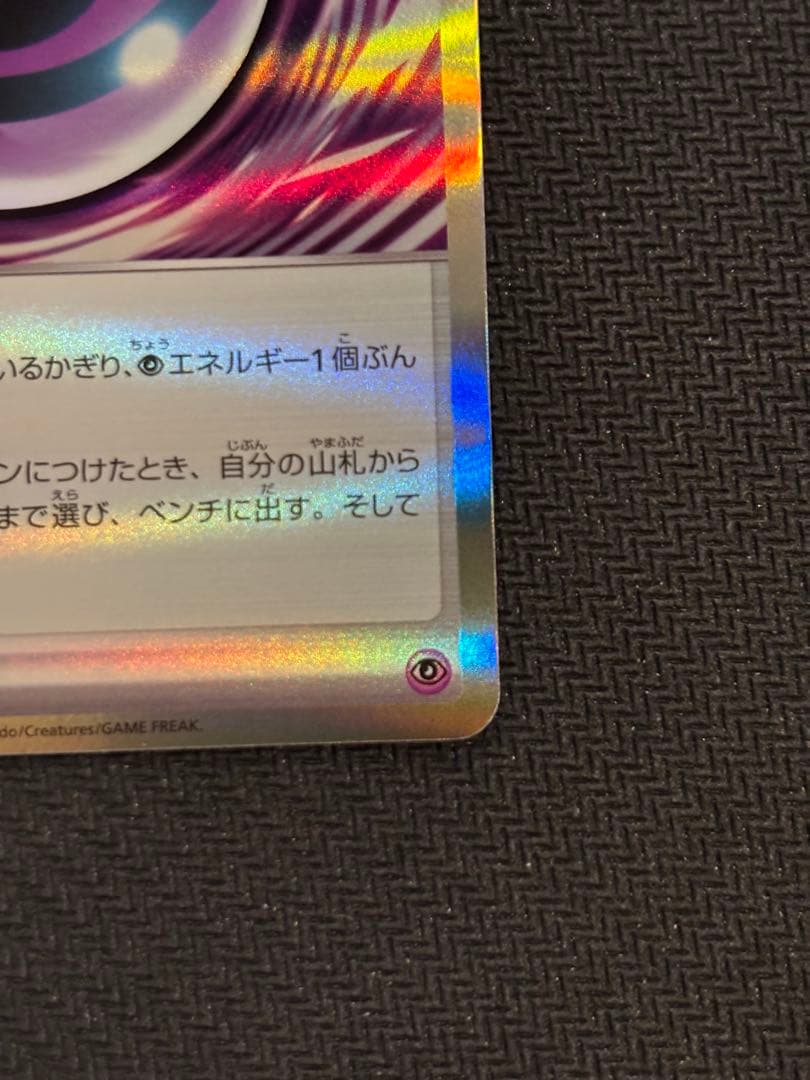 いるかぎり、エネルギー1個ぶん
ンにつけたとき、自分の山札から
まで選び、ベンチに出す。そして
do/Creatures/GAME FREAK.